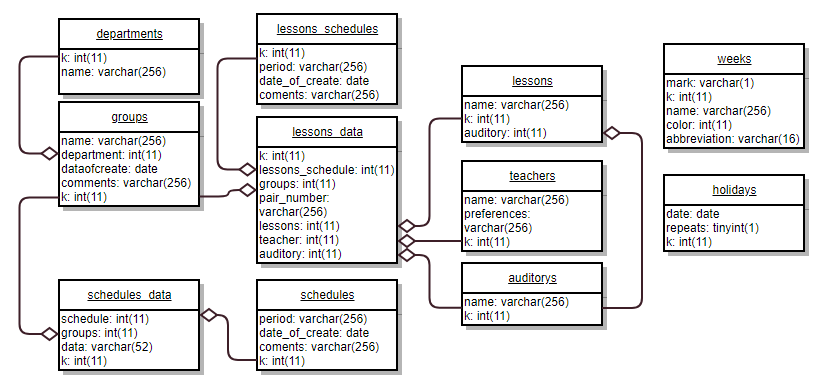 departments
k: int(11)
name: varchar(256)
groups
name: varchar(256)
department: int(11)
dataofcreate: date
comments: varchar(256)
k: int(11)
schedules_data
schedule: int(11)
groups: int(11)
data: varchar(52)
k: int(11)
lessons_schedules
k: int(11)
period: varchar(256)
date_of_create: date
coments: varchar(256)
lessons_data
k: int(11)
lessons_schedule: int(11)
groups: int(11)
pair_number:
varchar(256)
lessons: int(11)
teacher: int(11)
auditory: int(11)
schedules
period: varchar(256)
date_of_create: date
coments: varchar(256)
k: int(11)
lessons
name: varchar(256)
k: int(11)
auditory: int(11)
teachers
name: varchar(256)
preferences:
varchar(256)
k: int(11)
auditorys
name: varchar(256)
k: int(11)
weeks
mark: varchar(1)
k: int(11)
name: varchar(256)
color: int(11)
abbreviation: varchar(16)
holidays
date: date
repeats: tinyint(1)
k: int(11)